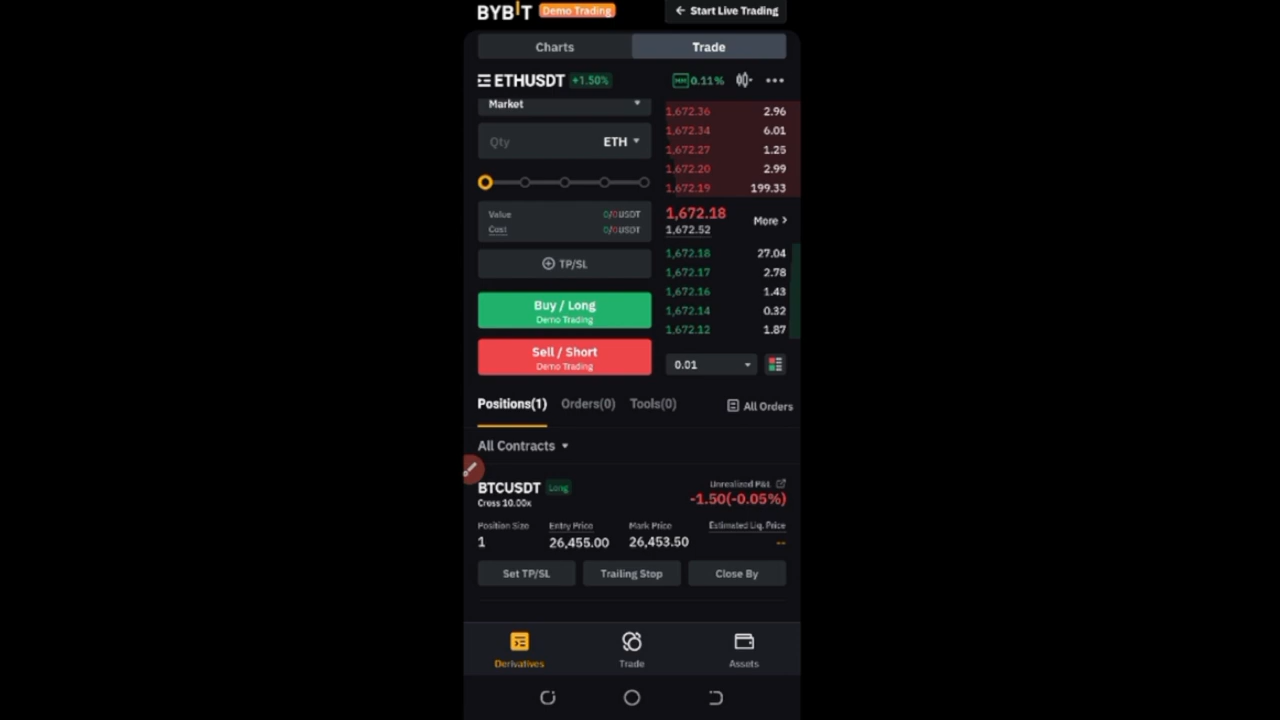 BYBIT Demo Trading ← Start Live Trading
Charts Trade
ETHUSDT +1.50% MM 0.11% •••
Market
Qty ETH
Value 0/0 USDT
Cost 0/0 USDT
TP/SL
Buy / Long
Demo Trading
Sell / Short
Demo Trading
1,672.36 2.96
1,672.34 6.01
1,672.27 1.25
1,672.20 2.99
1,672.19 199.33
1,672.18 More >
1,672.52
1,672.18 27.04
1,672.17 2.78
1,672.16 1.43
1,672.14 0.32
1,672.12 1.87
0.01
Positions(1) Orders(0) Tools(0) All Orders
All Contracts
BTCUSDT Long Unrealized P&L
Cross 10.00x -1.50(-0.05%)
Position Size Entry Price Mark Price Estimated Liq. Price
1 26,455.00 26,453.50 --
Set TP/SL Trailing Stop Close By
Derivatives Trade Assets